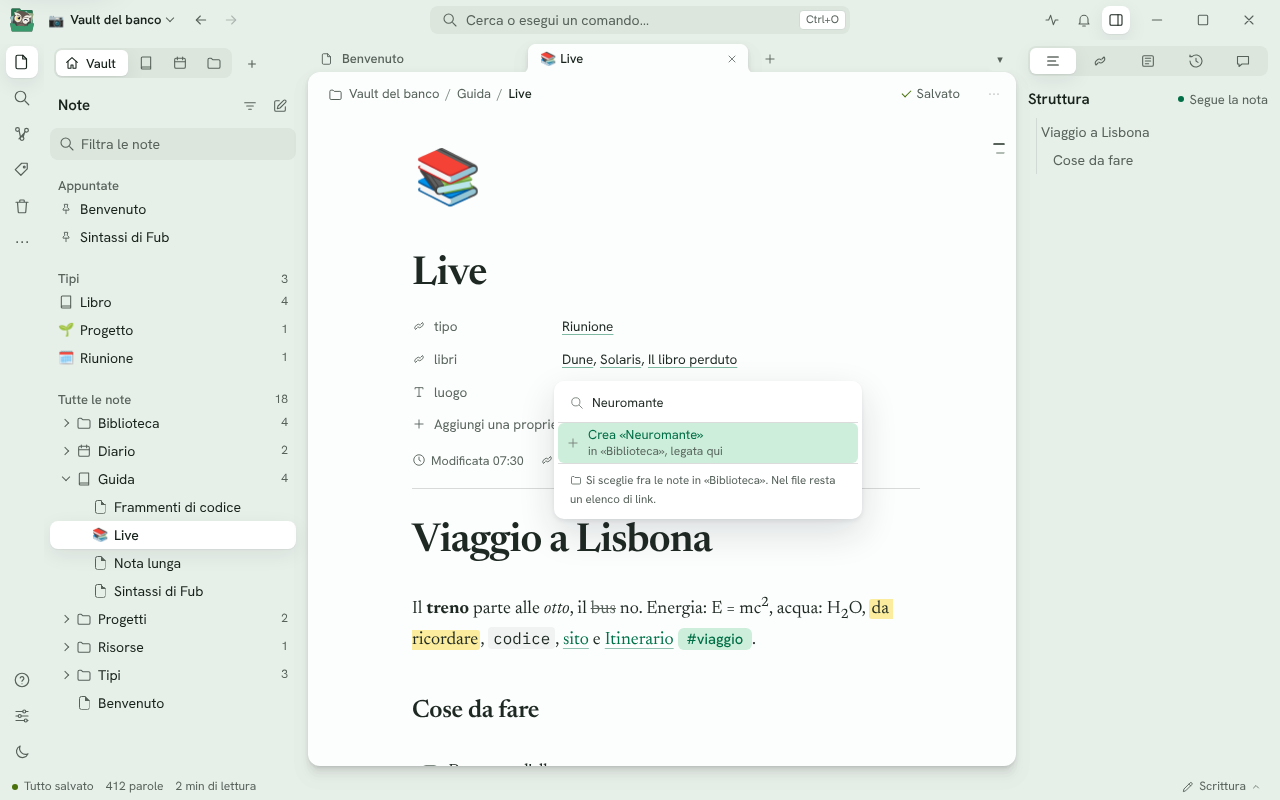 Vault del banco
Cerca o esegui un comando…
Ctrl+O
Vault
Note
Filtra le note
Appuntate
Benvenuto
Sintassi di Fub
Tipi 3
Libro 4
Progetto 1
Riunione 1
Tutte le note 18
Biblioteca 4
Diario 2
Guida 4
Frammenti di codice
Live
Nota lunga
Sintassi di Fub
Progetti 2
Risorse 1
Tipi 3
Benvenuto
Tutto salvato 412 parole 2 min di lettura
Benvenuto
Live
Vault del banco / Guida / Live
Salvato
Live
tipo Riunione
libri Dune, Solaris, Il libro perduto
luogo
Aggiungi una proprie
Modificata 07:30
Neuromante
Crea «Neuromante»
in «Biblioteca», legata qui
Si sceglie fra le note in «Biblioteca». Nel file resta
un elenco di link.
Viaggio a Lisbona
Il treno parte alle otto, il bus no. Energia: E = mc², acqua: H₂O, da
ricordare, codice, sito e Itinerario #viaggio.
Cose da fare
Struttura
Segue la nota
Viaggio a Lisbona
Cose da fare
Scrittura